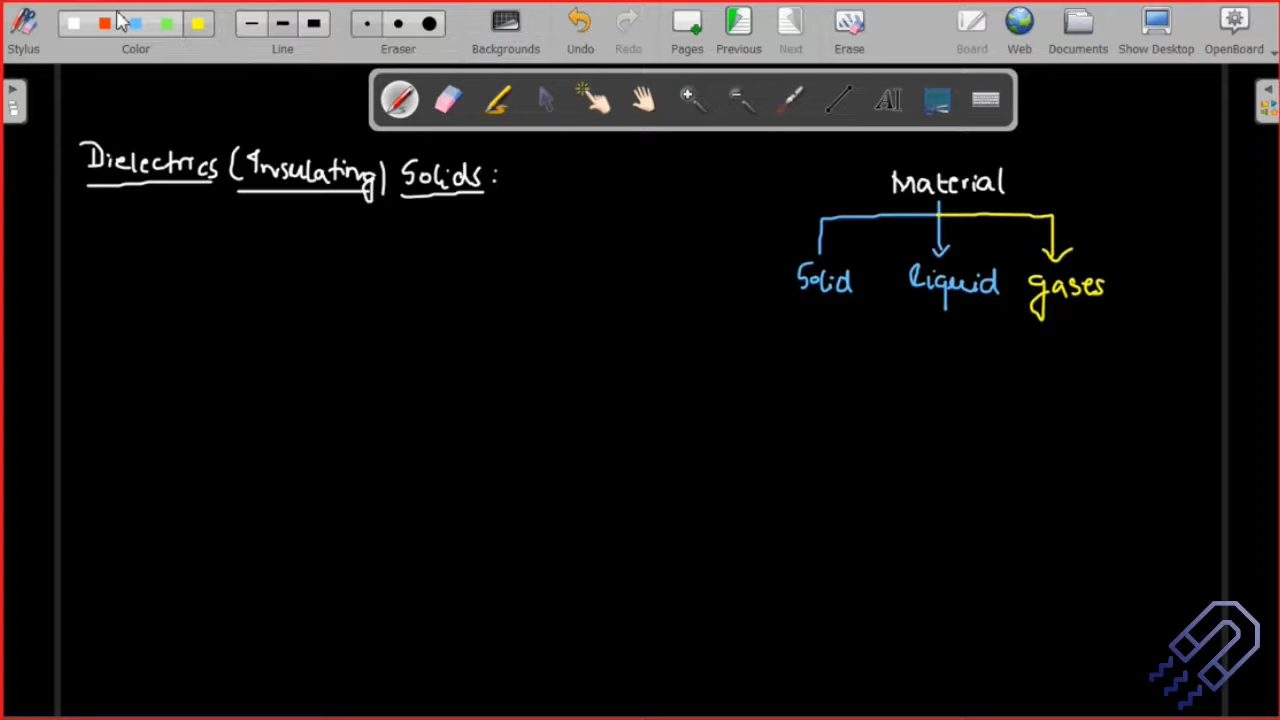 Stylus
Color
Line
Eraser
Backgrounds
Undo
Redo
Pages
Previous
Next
Erase
Board
Web
Documents
Show Desktop
OpenBoard
AI
Dielectrics (Insulating) Solids :
Material
Solid Liquid gases